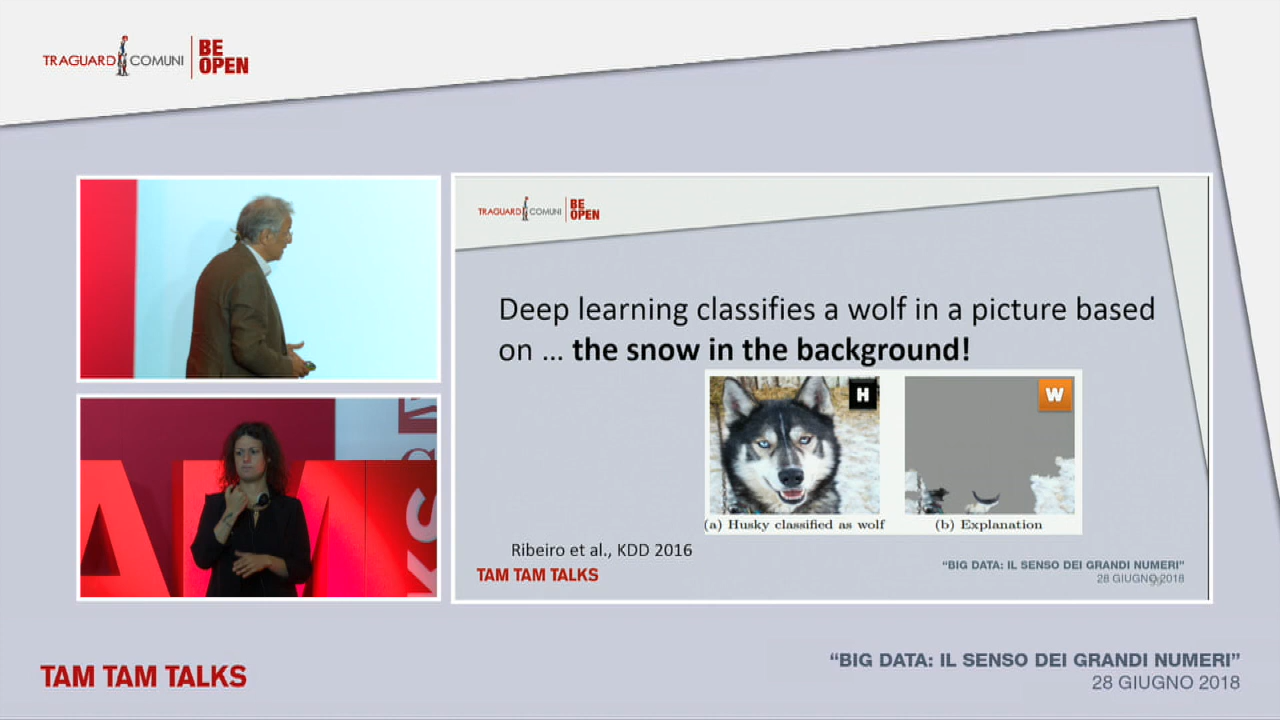 TRAGUARDI COMUNI
BE
OPEN
TRAGUARDI COMUNI
BE
OPEN
Deep learning classifies a wolf in a picture based
on ... the snow in the background!
H
W
(a) Husky classified as wolf
(b) Explanation
Ribeiro et al., KDD 2016
TAM TAM TALKS
“BIG DATA: IL SENSO DEI GRANDI NUMERI”
28 GIUGNO 2018
TAM TAM TALKS
“BIG DATA: IL SENSO DEI GRANDI NUMERI”
28 GIUGNO 2018